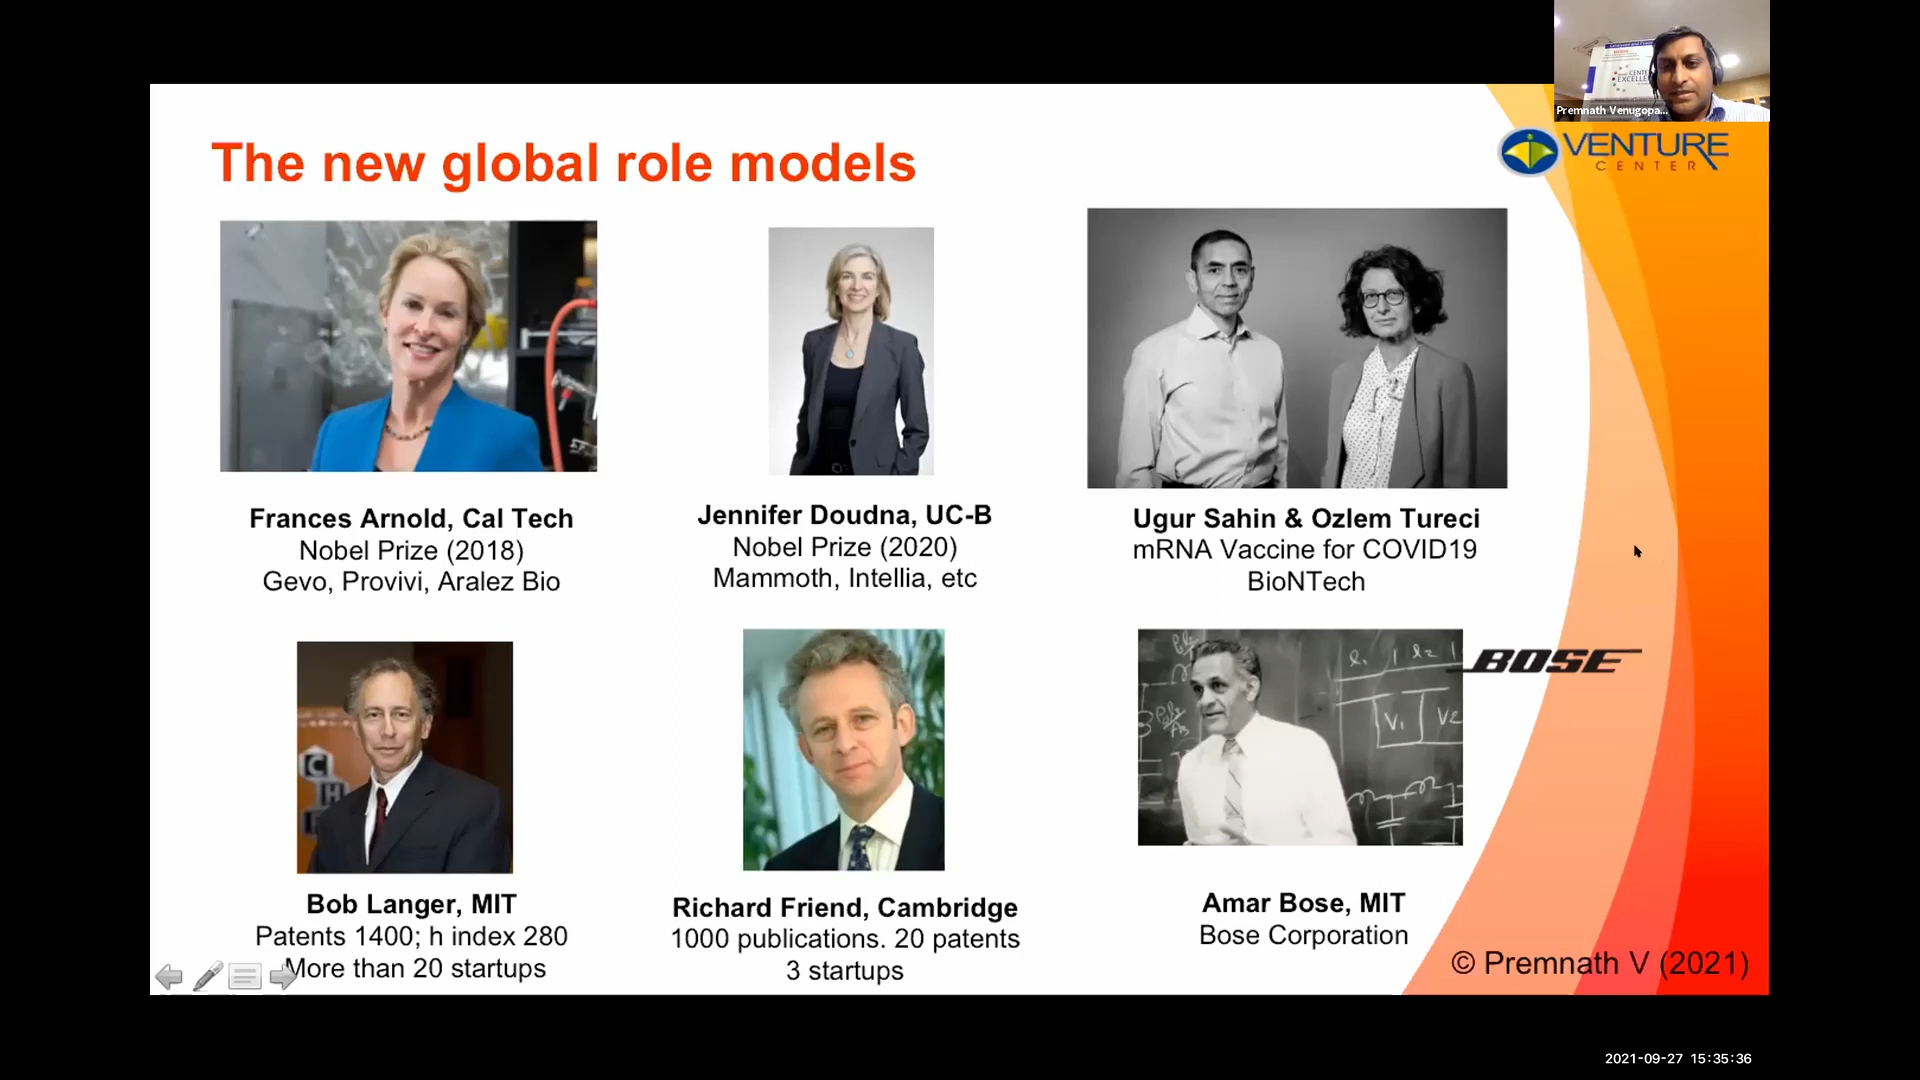 Premnath Venugopa...
The new global role models
VENTURE
CENTER
Frances Arnold, Cal Tech
Nobel Prize (2018)
Gevo, Provivi, Aralez Bio
Jennifer Doudna, UC-B
Nobel Prize (2020)
Mammoth, Intellia, etc
Ugur Sahin & Ozlem Tureci
mRNA Vaccine for COVID19
BioNTech
BOSE
Bob Langer, MIT
Patents 1400; h index 280
More than 20 startups
Richard Friend, Cambridge
1000 publications. 20 patents
3 startups
Amar Bose, MIT
Bose Corporation
© Premnath V (2021)
2021-09-27 15:35:36